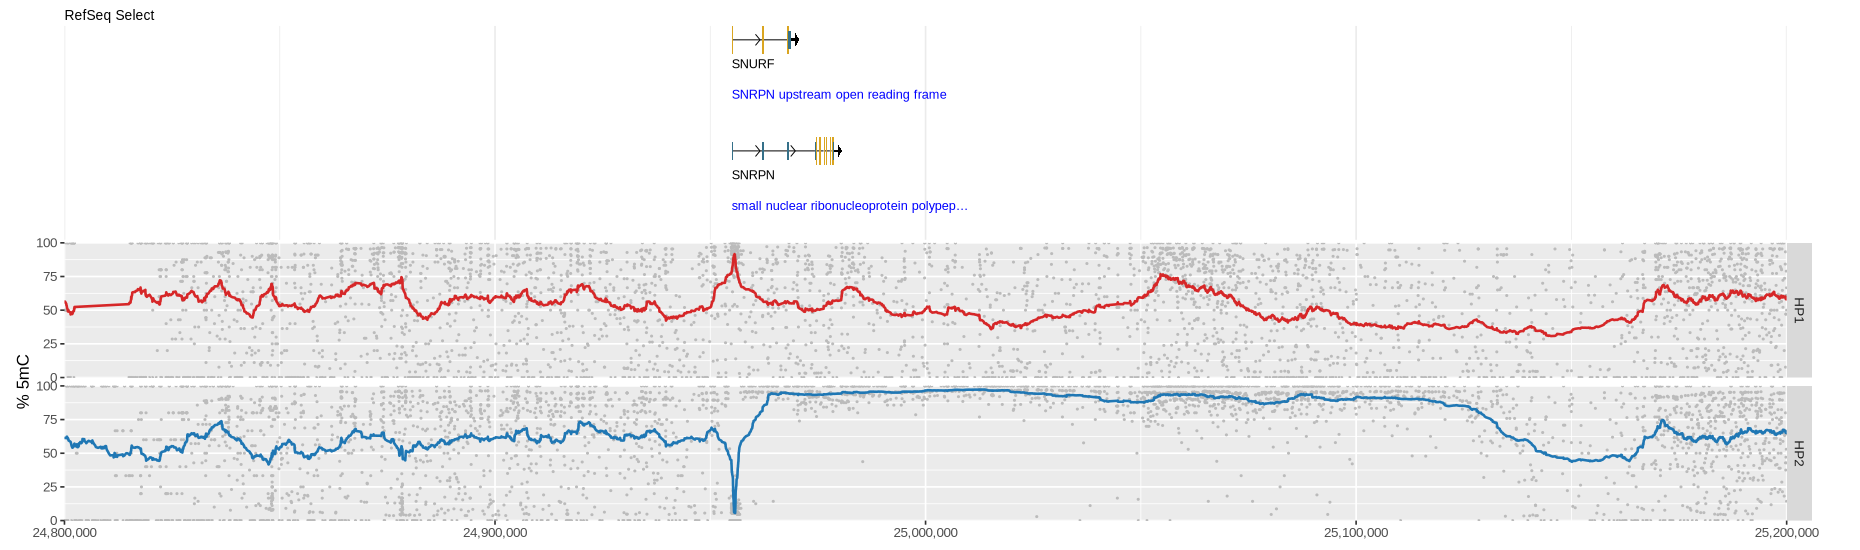 RefSeq Select
SNURF
SNRPN upstream open reading frame
SNRPN
small nuclear ribonucleoprotein polypep…
% 5mC
100
75
50
25
0
HP1
100
75
50
25
0
HP2
24,800,000
24,900,000
25,000,000
25,100,000
25,200,000